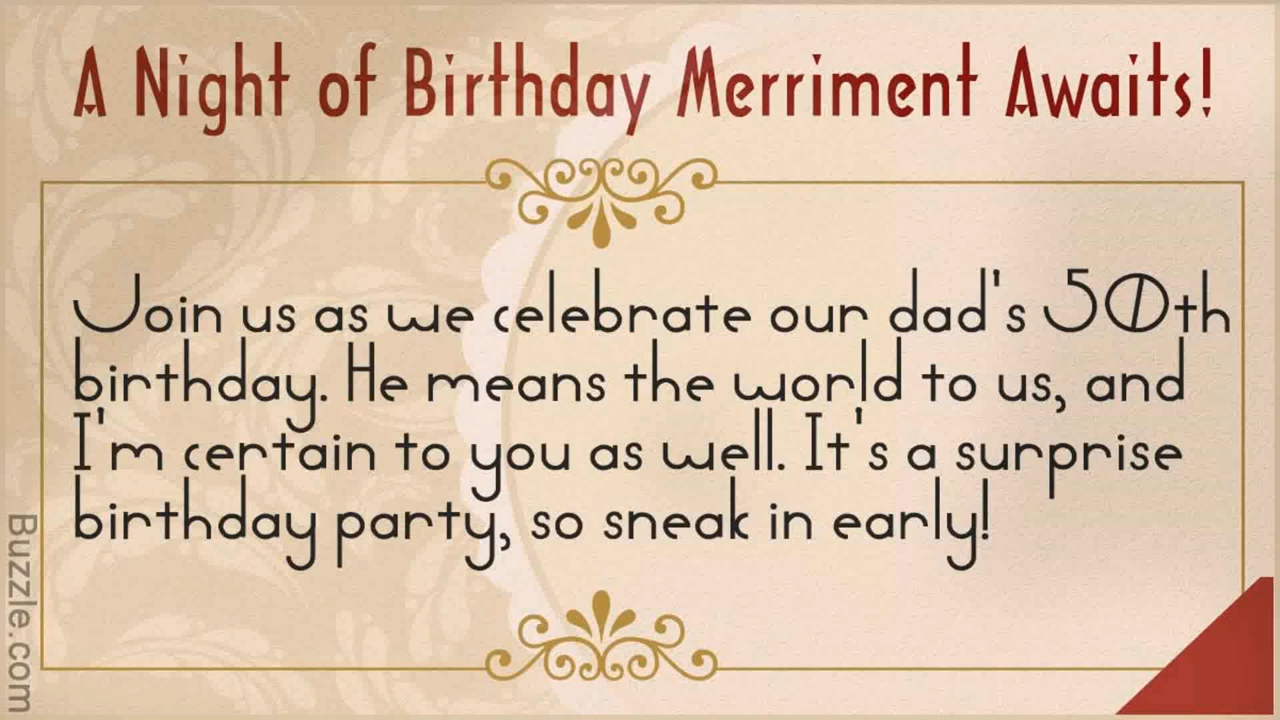 A Night of Birthday Merriment Awaits!
Join us as we celebrate our dad's 50th
birthday. He means the world to us, and
I'm certain to you as well. It's a surprise
birthday party, so sneak in early!
Buzzle.com